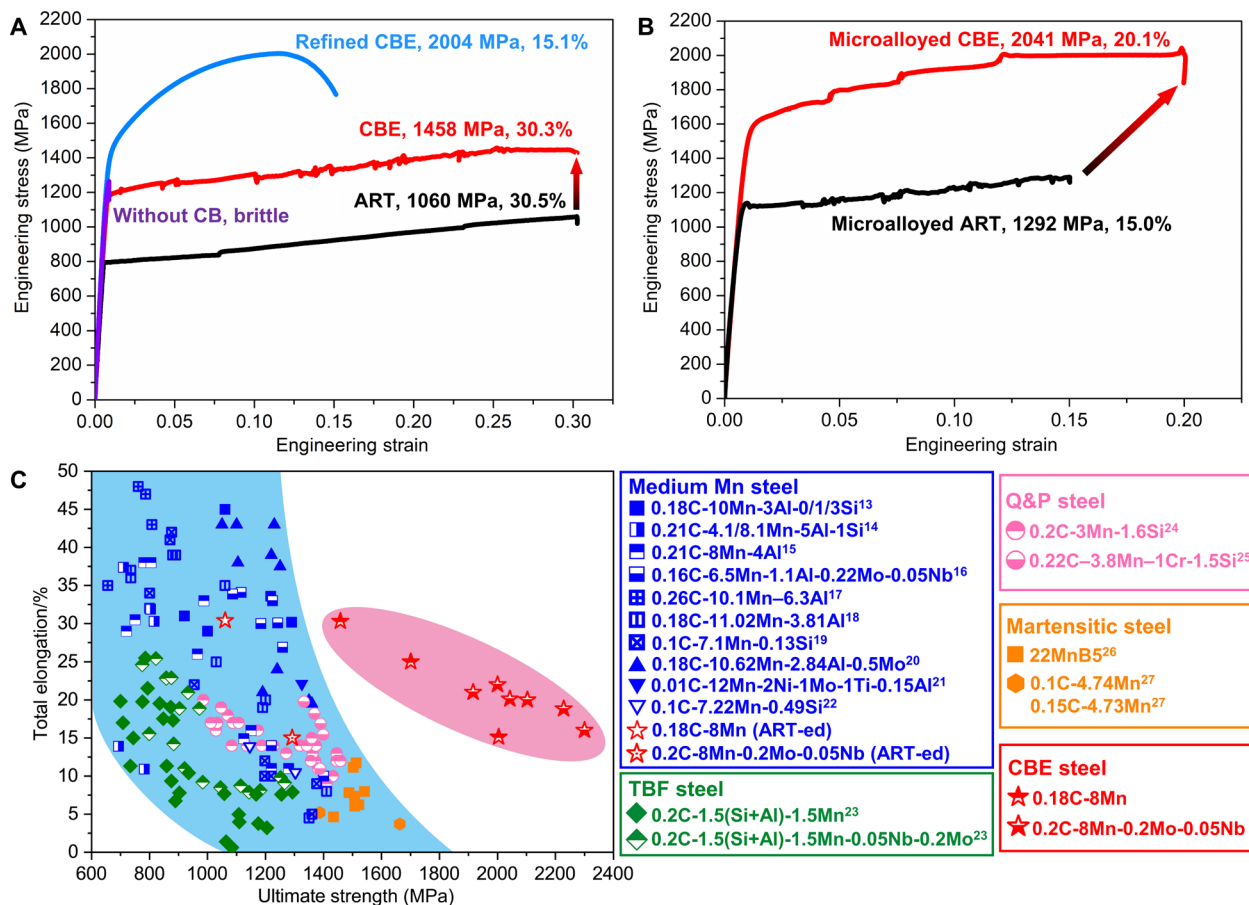 A
2200
2000
1800
1600
1400
1200
1000
800
600
400
200
0
Engineering stress (MPa)
Refined CBE, 2004 MPa, 15.1%
CBE, 1458 MPa, 30.3%
Without CB, brittle
ART, 1060 MPa, 30.5%
0.00 0.05 0.10 0.15 0.20 0.25 0.30
Engineering strain
B
2200
2000
1800
1600
1400
1200
1000
800
600
400
200
0
Engineering stress (MPa)
Microalloyed CBE, 2041 MPa, 20.1%
Microalloyed ART, 1292 MPa, 15.0%
0.00 0.05 0.10 0.15 0.20
Engineering strain
C
50
45
40
35
30
25
20
15
10
5
0
Total elongation/%
600 800 1000 1200 1400 1600 1800 2000 2200 2400
Ultimate strength (MPa)
Medium Mn steel
0.18C-10Mn-3Al-0/1/3Si13
0.21C-4.1/8.1Mn-5Al-1Si14
0.21C-8Mn-4Al15
0.16C-6.5Mn-1.1Al-0.22Mo-0.05Nb16
0.26C-10.1Mn–6.3Al17
0.18C-11.02Mn-3.81Al18
0.1C-7.1Mn-0.13Si19
0.18C-10.62Mn-2.84Al-0.5Mo20
0.01C-12Mn-2Ni-1Mo-1Ti-0.15Al21
0.1C-7.22Mn-0.49Si22
0.18C-8Mn (ART-ed)
0.2C-8Mn-0.2Mo-0.05Nb (ART-ed)
TBF steel
0.2C-1.5(Si+Al)-1.5Mn23
0.2C-1.5(Si+Al)-1.5Mn-0.05Nb-0.2Mo23
Q&P steel
0.2C-3Mn-1.6Si24
0.22C–3.8Mn–1Cr-1.5Si25
Martensitic steel
22MnB526
0.1C-4.74Mn27
0.15C-4.73Mn27
CBE steel
0.18C-8Mn
0.2C-8Mn-0.2Mo-0.05Nb